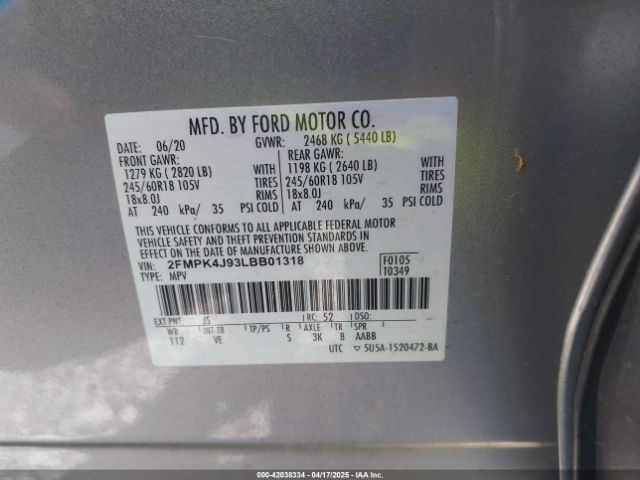 MFD. BY FORD MOTOR CO.
DATE: 06/20 GVWR: 2468 KG ( 5440 LB)
FRONT GAWR: REAR GAWR:
1279 KG ( 2820 LB) WITH 1198 KG ( 2640 LB) WITH
245/60R18 105V TIRES 245/60R18 105V TIRES
18x8.0J RIMS 18x8.0J RIMS
AT 240 kPa/ 35 PSI COLD AT 240 kPa/ 35 PSI COLD
THIS VEHICLE CONFORMS TO ALL APPLICABLE FEDERAL MOTOR
VEHICLE SAFETY AND THEFT PREVENTION STANDARDS IN
EFFECT ON THE DATE OF MANUFACTURE SHOWN ABOVE.
VIN: 2FMPK4J93LBB01318 F0105
TYPE: MPV T0349
EXT PNT: JS RC: 52 DSO:
WB INT TR TP/PS R AXLE TR SPR
112 VE S 3K 8 AABB
UTC 5U5A-1520472-BA
000-42038334 - 04/17/2025 - IAA Inc.